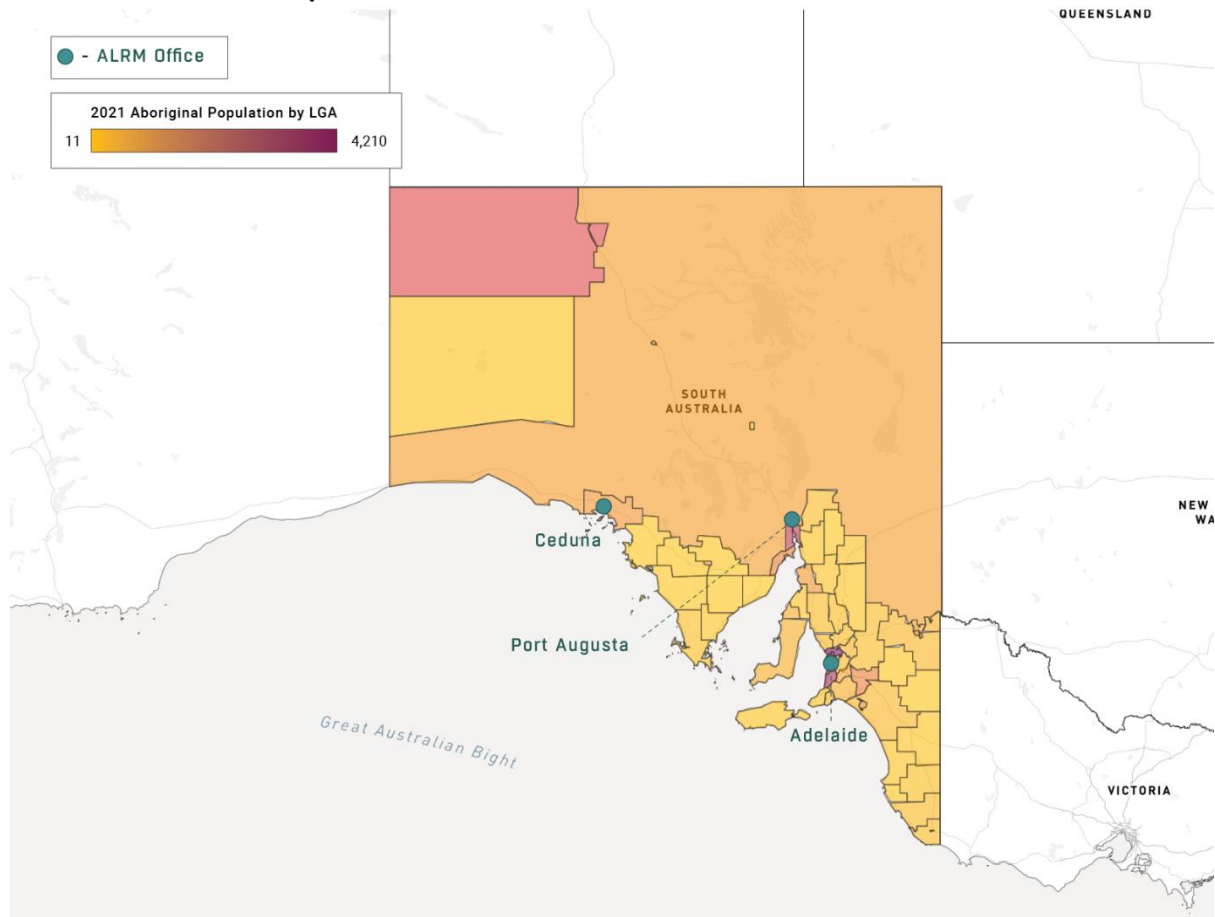 QUEENSLAND
- ALRM Office
2021 Aboriginal Population by LGA
11
4,210
SOUTH
AUSTRALIA
NEW
WA
Ceduna
Port Augusta
Great Australian Bight
Adelaide
VICTORIA